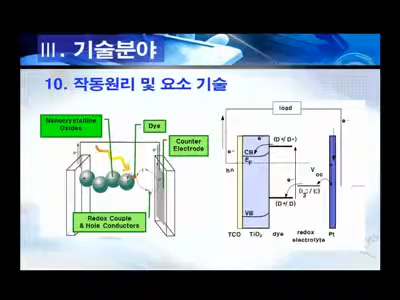 Ⅲ. 기술분야
10. 작동원리 및 요소 기술
Nanocrystalline
Oxides
Dye
Counter
Electrode
Redox Couple
& Hole Conductors
load
e⁻
e⁻
e⁻
CB
E_F
(D⁺/D*)
hν
V_oc
(D⁺/D)
VB
TCO
TiO₂
dye
redox
electrolyte
Pt